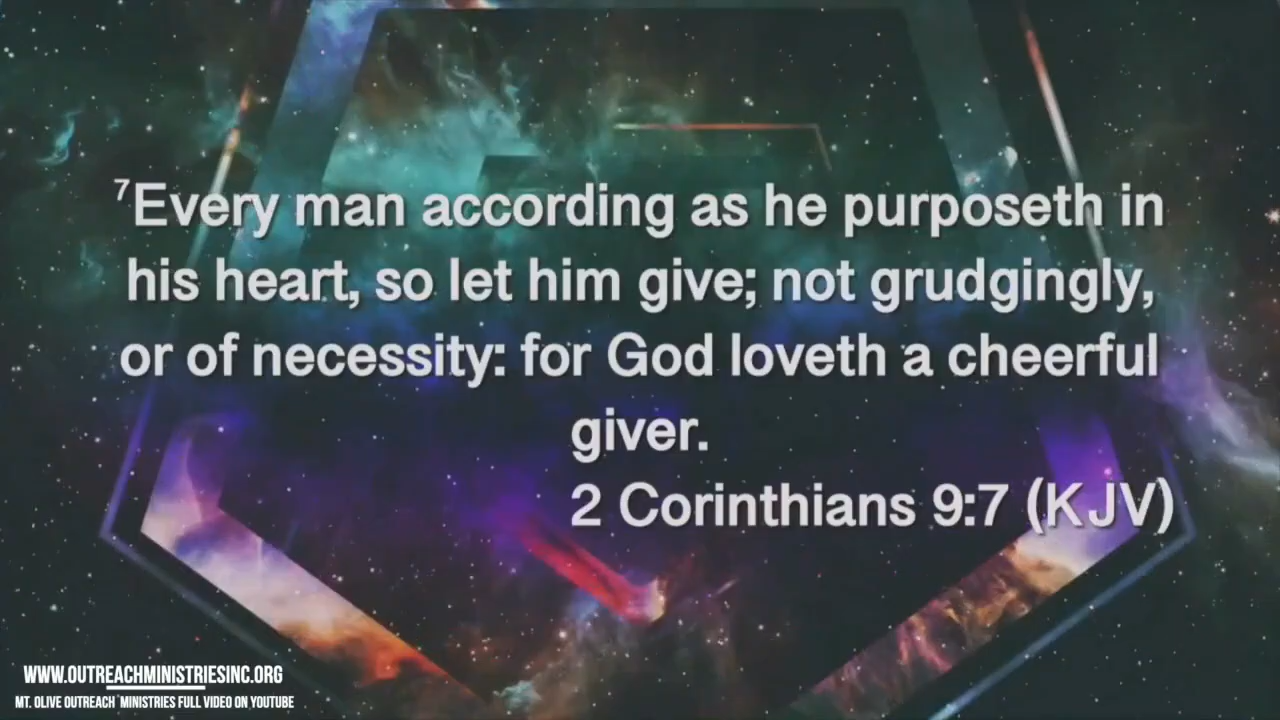 ⁷Every man according as he purposeth in
his heart, so let him give; not grudgingly,
or of necessity: for God loveth a cheerful
giver.
2 Corinthians 9:7 (KJV)
WWW.OUTREACHMINISTRIESINC.ORG
MT. OLIVE OUTREACH MINISTRIES FULL VIDEO ON YOUTUBE